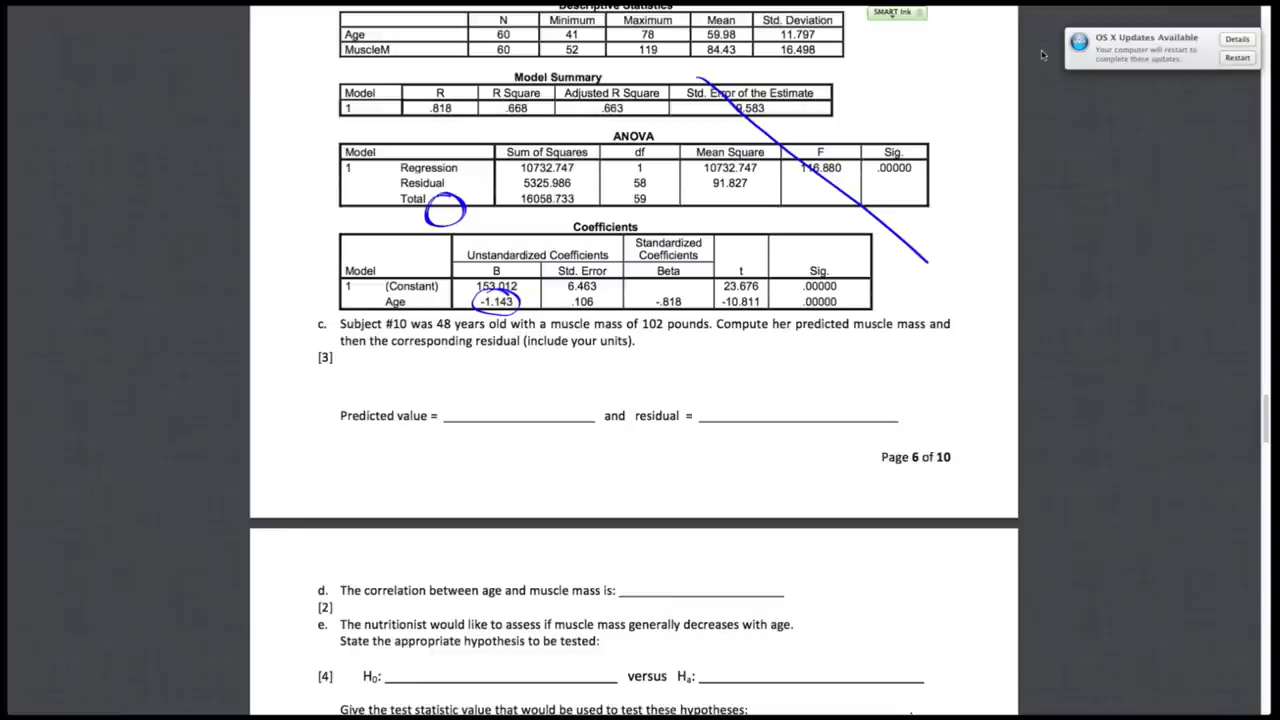 Descriptive Statistics
SMART Ink
N Minimum Maximum Mean Std. Deviation
Age 60 41 78 59.98 11.797
MuscleM 60 52 119 84.43 16.498
OS X Updates Available
Your computer will restart to
complete these updates.
Details
Restart
Model Summary
Model R R Square Adjusted R Square Std. Error of the Estimate
1 .818 .668 .663 9.583
ANOVA
Model Sum of Squares df Mean Square F Sig.
1 Regression 10732.747 1 10732.747 116.880 .00000
Residual 5325.986 58 91.827
Total 16058.733 59
Coefficients
Model Unstandardized Coefficients Standardized Coefficients t Sig.
B Std. Error Beta
1 (Constant) 153.012 6.463 23.676 .00000
Age -1.143 .106 -.818 -10.811 .00000
c. Subject #10 was 48 years old with a muscle mass of 102 pounds. Compute her predicted muscle mass and
then the corresponding residual (include your units).
[3]
Predicted value = ____________________ and residual = ____________________
Page 6 of 10
d. The correlation between age and muscle mass is: ____________________
[2]
e. The nutritionist would like to assess if muscle mass generally decreases with age.
State the appropriate hypothesis to be tested:
[4] H0: ____________________ versus Ha: ____________________
Give the test statistic value that would be used to test these hypotheses: ____________________.